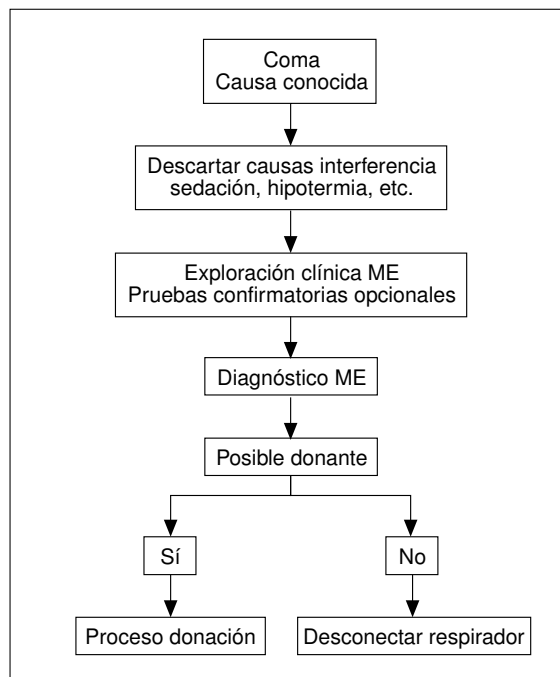 Coma
Causa conocida
Descartar causas interferencia
sedación, hipotermia, etc.
Exploración clínica ME
Pruebas confirmatorias opcionales
Diagnóstico ME
Posible donante
Sí
No
Proceso donación
Desconectar respirador